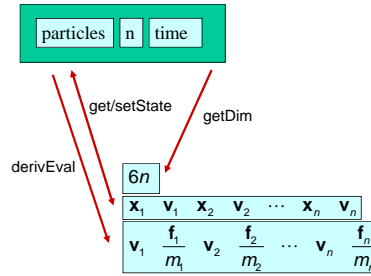 particles n time
get/setState
getDim
derivEval
6n
x₁ v₁ x₂ v₂ ⋯ xₙ vₙ
v₁ f₁/m₁ v₂ f₂/m₂ ⋯ vₙ fₙ/m